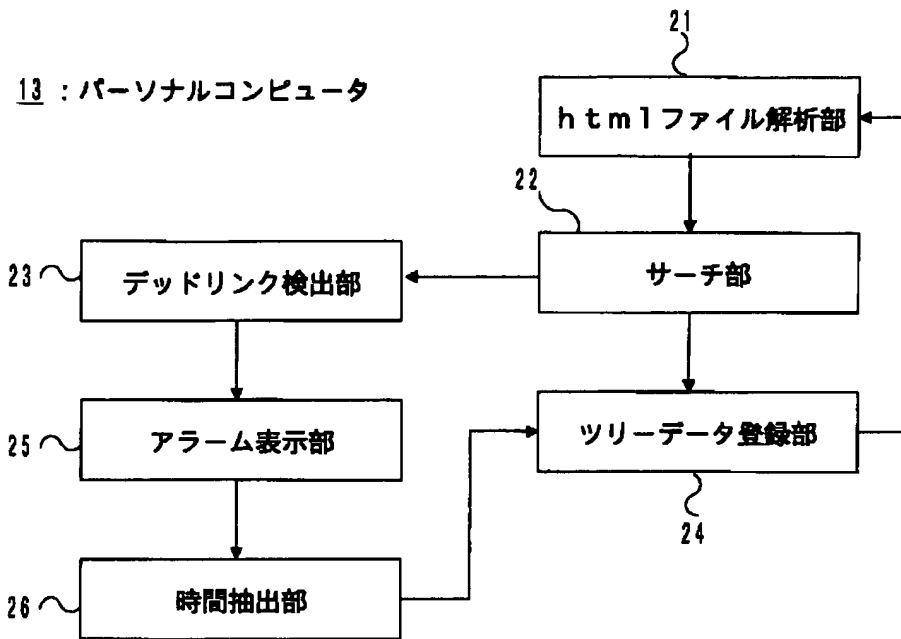 21
13 : パーソナルコンピュータ
htmlファイル解析部
22
23
デッドリンク検出部
サーチ部
25
アラーム表示部
ツリーデータ登録部
24
26
時間抽出部